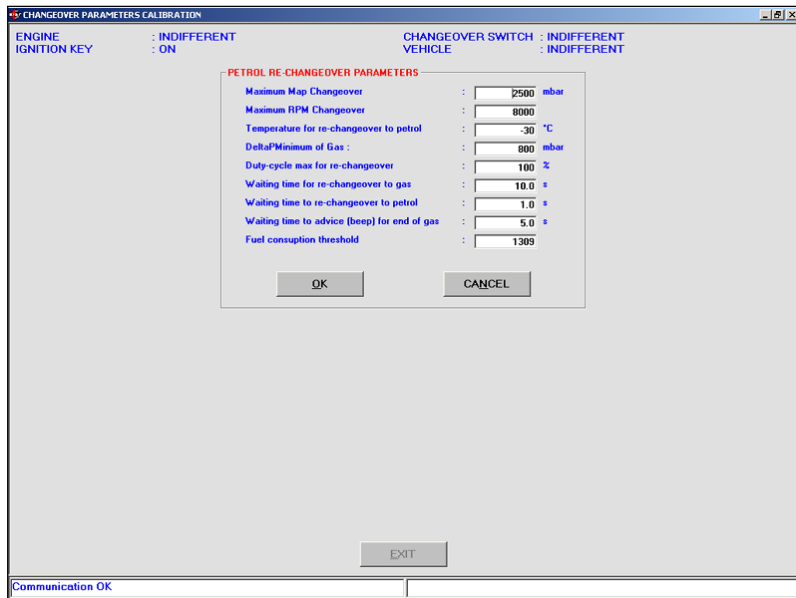 CHANGEOVER PARAMETERS CALIBRATION
ENGINE : INDIFFERENT CHANGEOVER SWITCH : INDIFFERENT
IGNITION KEY : ON VEHICLE : INDIFFERENT
PETROL RE-CHANGEOVER PARAMETERS
Maximum Map Changeover : 2500 mbar
Maximum RPM Changeover : 8000
Temperature for re-changeover to petrol : -30 °C
DeltaPMinimum of Gas : : 800 mbar
Duty-cycle max for re-changeover : 100 %
Waiting time for re-changeover to gas : 10.0 s
Waiting time to re-changeover to petrol : 1.0 s
Waiting time to advice (beep) for end of gas : 5.0 s
Fuel consuption threshold : 1309
OK CANCEL
EXIT
Communication OK